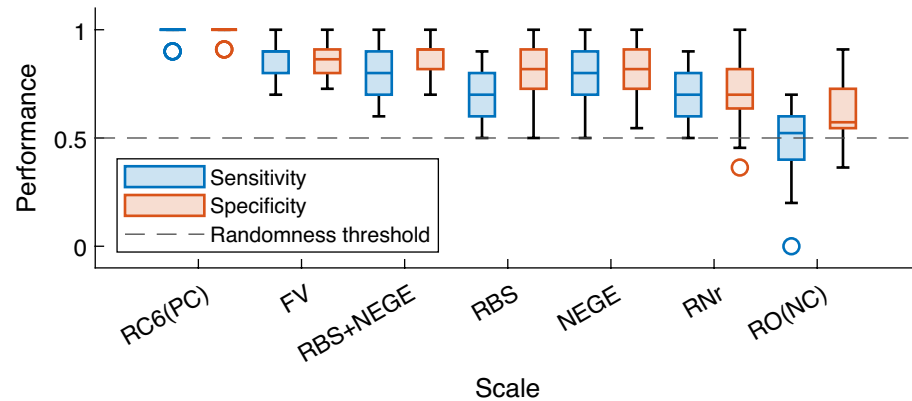 1
0.5
0
Performance
Sensitivity
Specificity
Randomness threshold
RC6(PC)
FV
RBS+NEGE
RBS
NEGE
RNr
RO(NC)
Scale